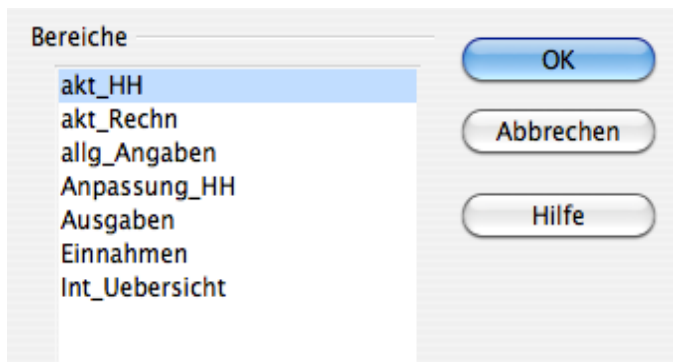 Bereiche
akt_HH
akt_Rechn
allg_Angaben
Anpassung_HH
Ausgaben
Einnahmen
Int_Uebersicht
OK
Abbrechen
Hilfe